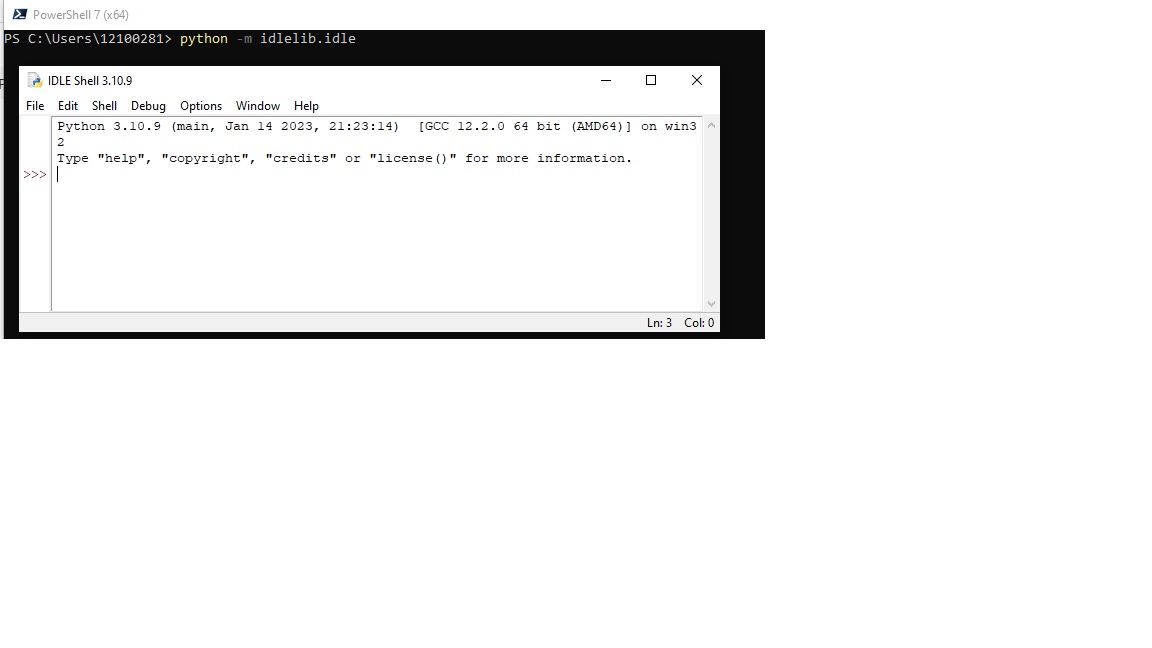 PowerShell 7 (x64)
PS C:\Users\12100281> python -m idlelib.idle
IDLE Shell 3.10.9
File Edit Shell Debug Options Window Help
Python 3.10.9 (main, Jan 14 2023, 21:23:14)  [GCC 12.2.0 64 bit (AMD64)] on win3
2
Type "help", "copyright", "credits" or "license()" for more information.
>>>
Ln: 3 Col: 0